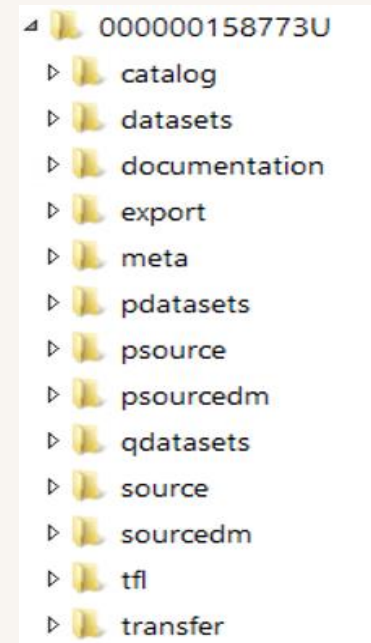 000000158773U
catalog
datasets
documentation
export
meta
pdatasets
psource
psourcedm
qdatasets
source
sourcedm
tfl
transfer